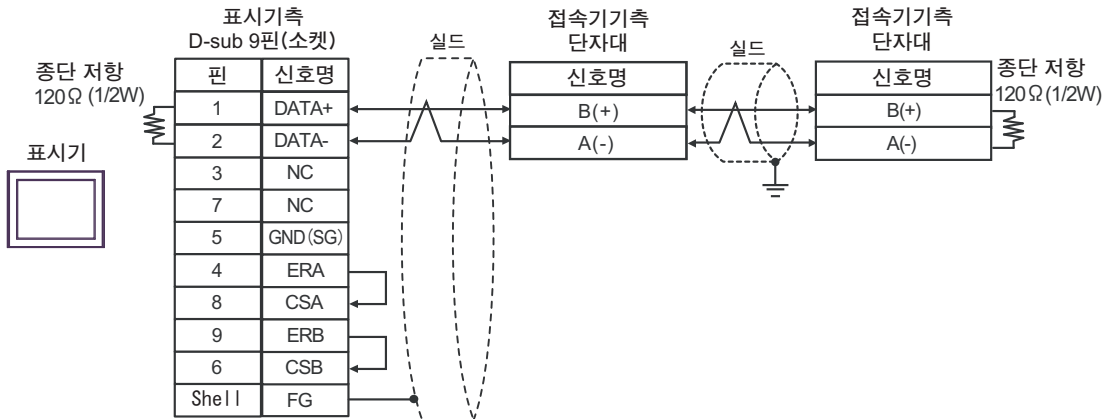 표시기측
D-sub 9핀(소켓)
종단 저항
120Ω (1/2W)
표시기
핀 신호명
1 DATA+
2 DATA-
3 NC
7 NC
5 GND(SG)
4 ERA
8 CSA
9 ERB
6 CSB
Shell FG
실드
접속기기측
단자대
신호명
B(+)
A(-)
실드
접속기기측
단자대
신호명
B(+)
A(-)
종단 저항
120Ω(1/2W)